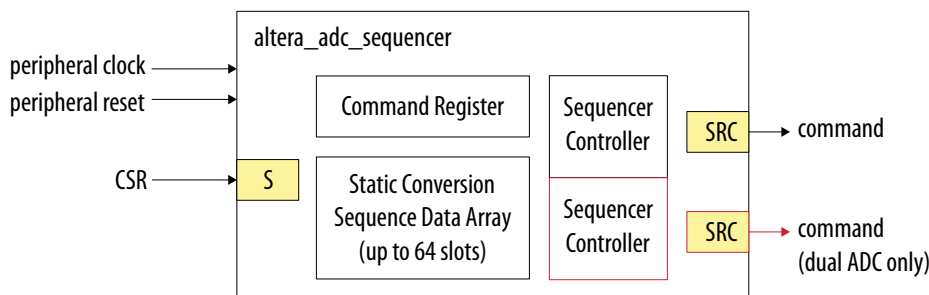 altera_adc_sequencer
peripheral clock
peripheral reset
Command Register
Sequencer
Controller
SRC
command
CSR
S
Static Conversion
Sequence Data Array
(up to 64 slots)
Sequencer
Controller
SRC
command
(dual ADC only)